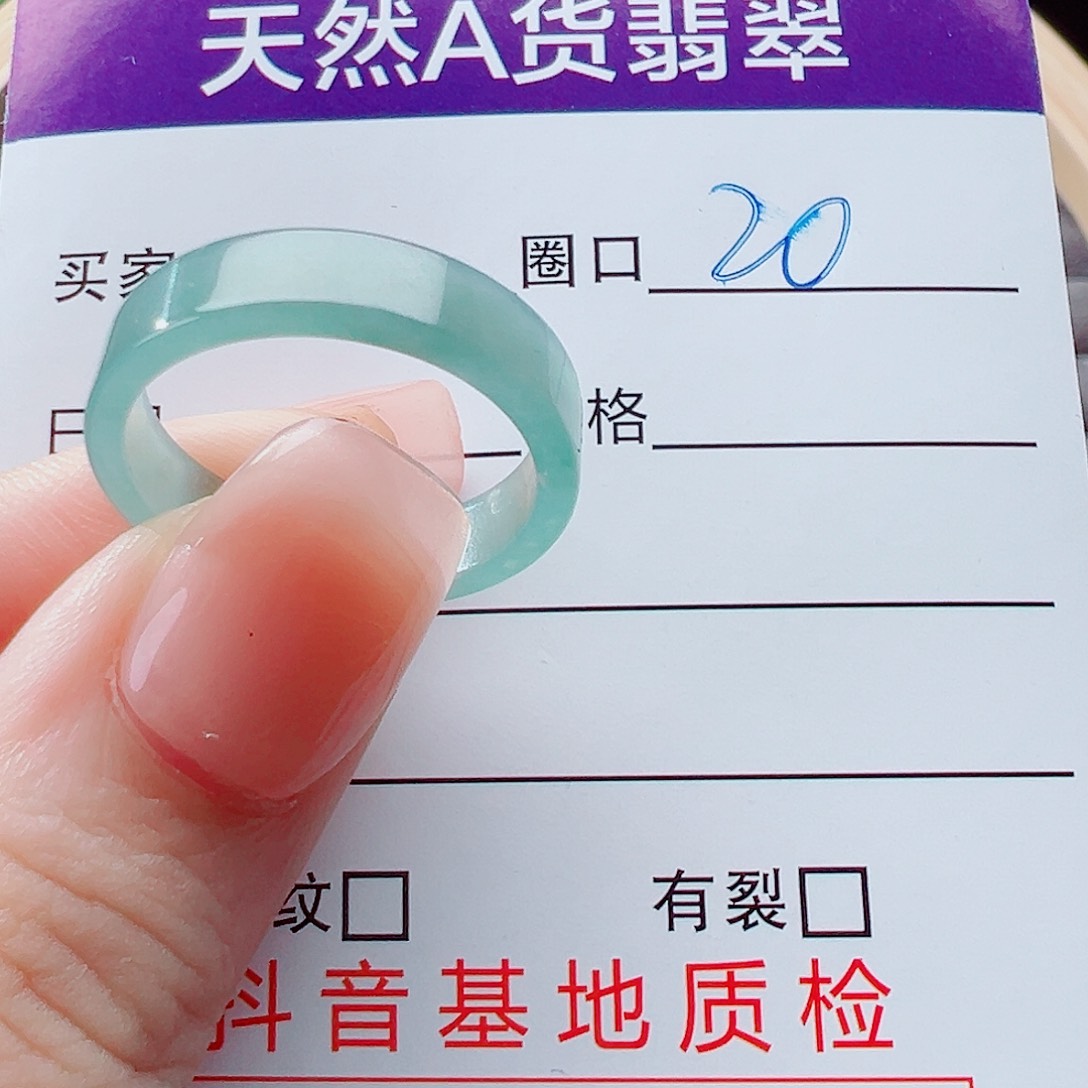 天然A货翡翠
买家 圈口 20
格
纹□ 有裂□
抖音基地质检